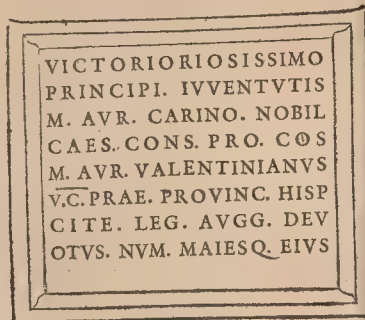 VICTORIORIOSISSIMO
PRINCIPI. IVVENTVTIS
M. AVR. CARINO. NOBIL
CAES. CONS. PRO. COS
M. AVR. VALENTINIANVS
V.C. PRAE. PROVINC. HISP
CITE. LEG. AVGG. DEV
OTVS. NVM. MAIESQ. EIVS